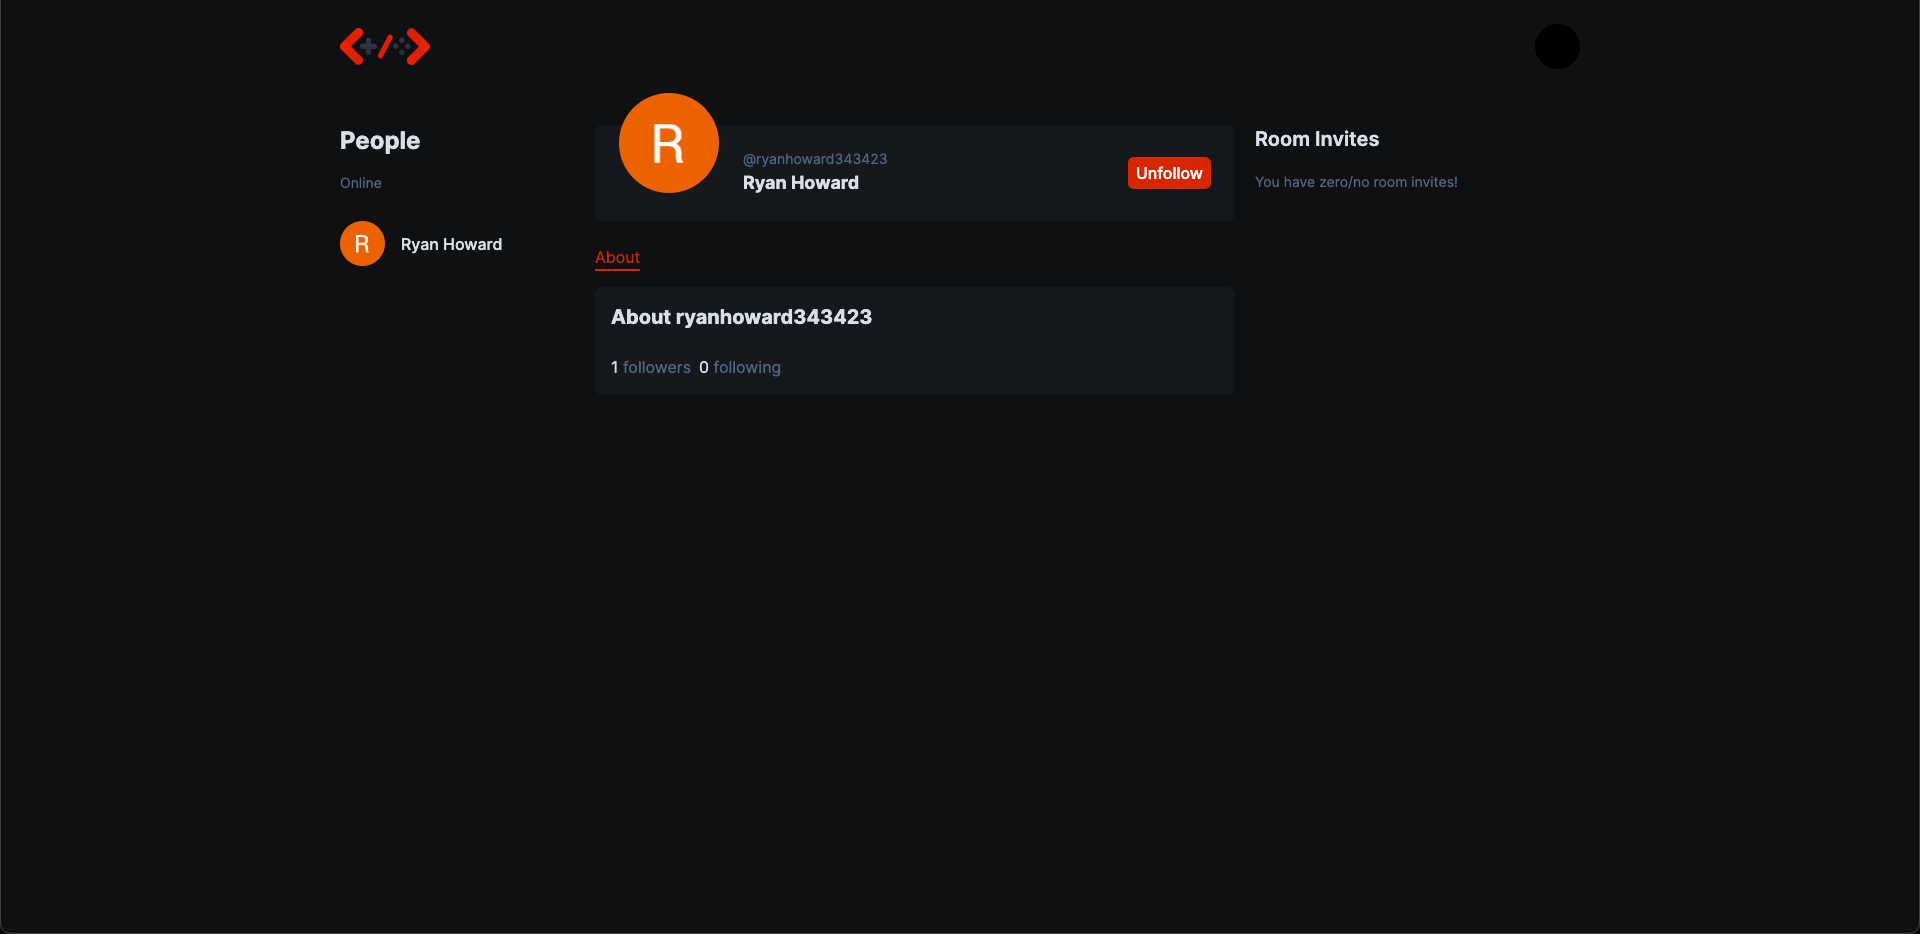 People
Online
R
Ryan Howard
R
@ryanhoward343423
Ryan Howard
Unfollow
About
About ryanhoward343423
1 followers 0 following
Room Invites
You have zero/no room invites!